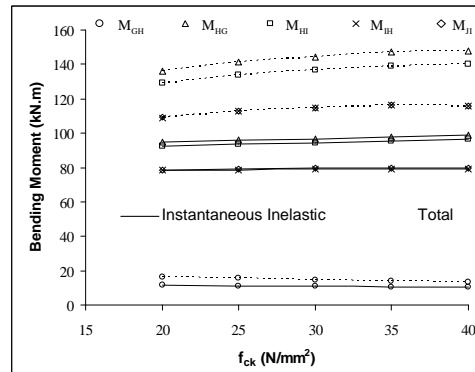 M_GH M_HG M_HI M_IH M_JI
160
140
120
100
80
60
40
20
0
Bending Moment (kN.m)
Instantaneous Inelastic Total
15 20 25 30 35 40
f_ck (N/mm²)